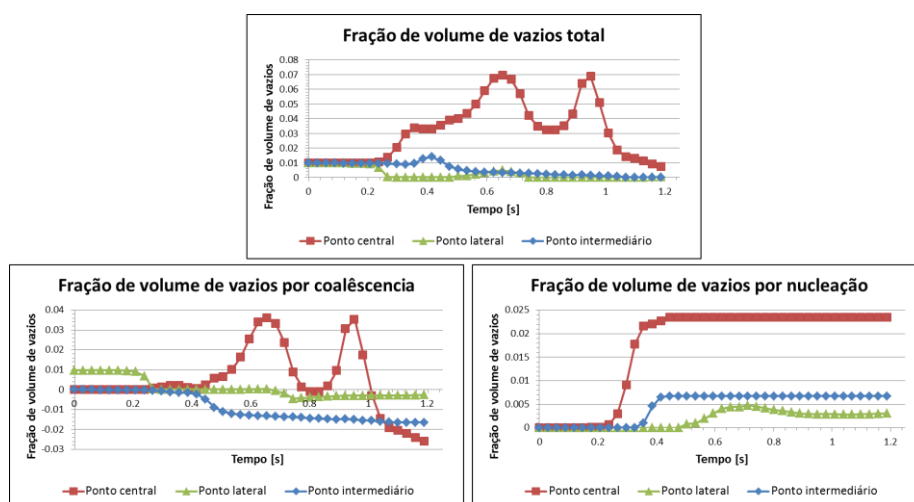 Fração de volume de vazios total
Fração de volume de vazios
0.08
0.07
0.06
0.05
0.04
0.03
0.02
0.01
0
0 0.2 0.4 0.6 0.8 1 1.2
Tempo [s]
Ponto central Ponto lateral Ponto intermediário
Fração de volume de vazios por coalêscencia
Fração de volume de vazios
0.04
0.03
0.02
0.01
0
-0.01
-0.02
-0.03
0 0.2 0.4 0.6 0.8 1 1.2
Tempo [s]
Ponto central Ponto lateral Ponto intermediário
Fração de volume de vazios por nucleação
Fração de volume de vazios
0.025
0.02
0.015
0.01
0.005
0
0 0.2 0.4 0.6 0.8 1 1.2
Tempo [s]
Ponto central Ponto lateral Ponto intermediário